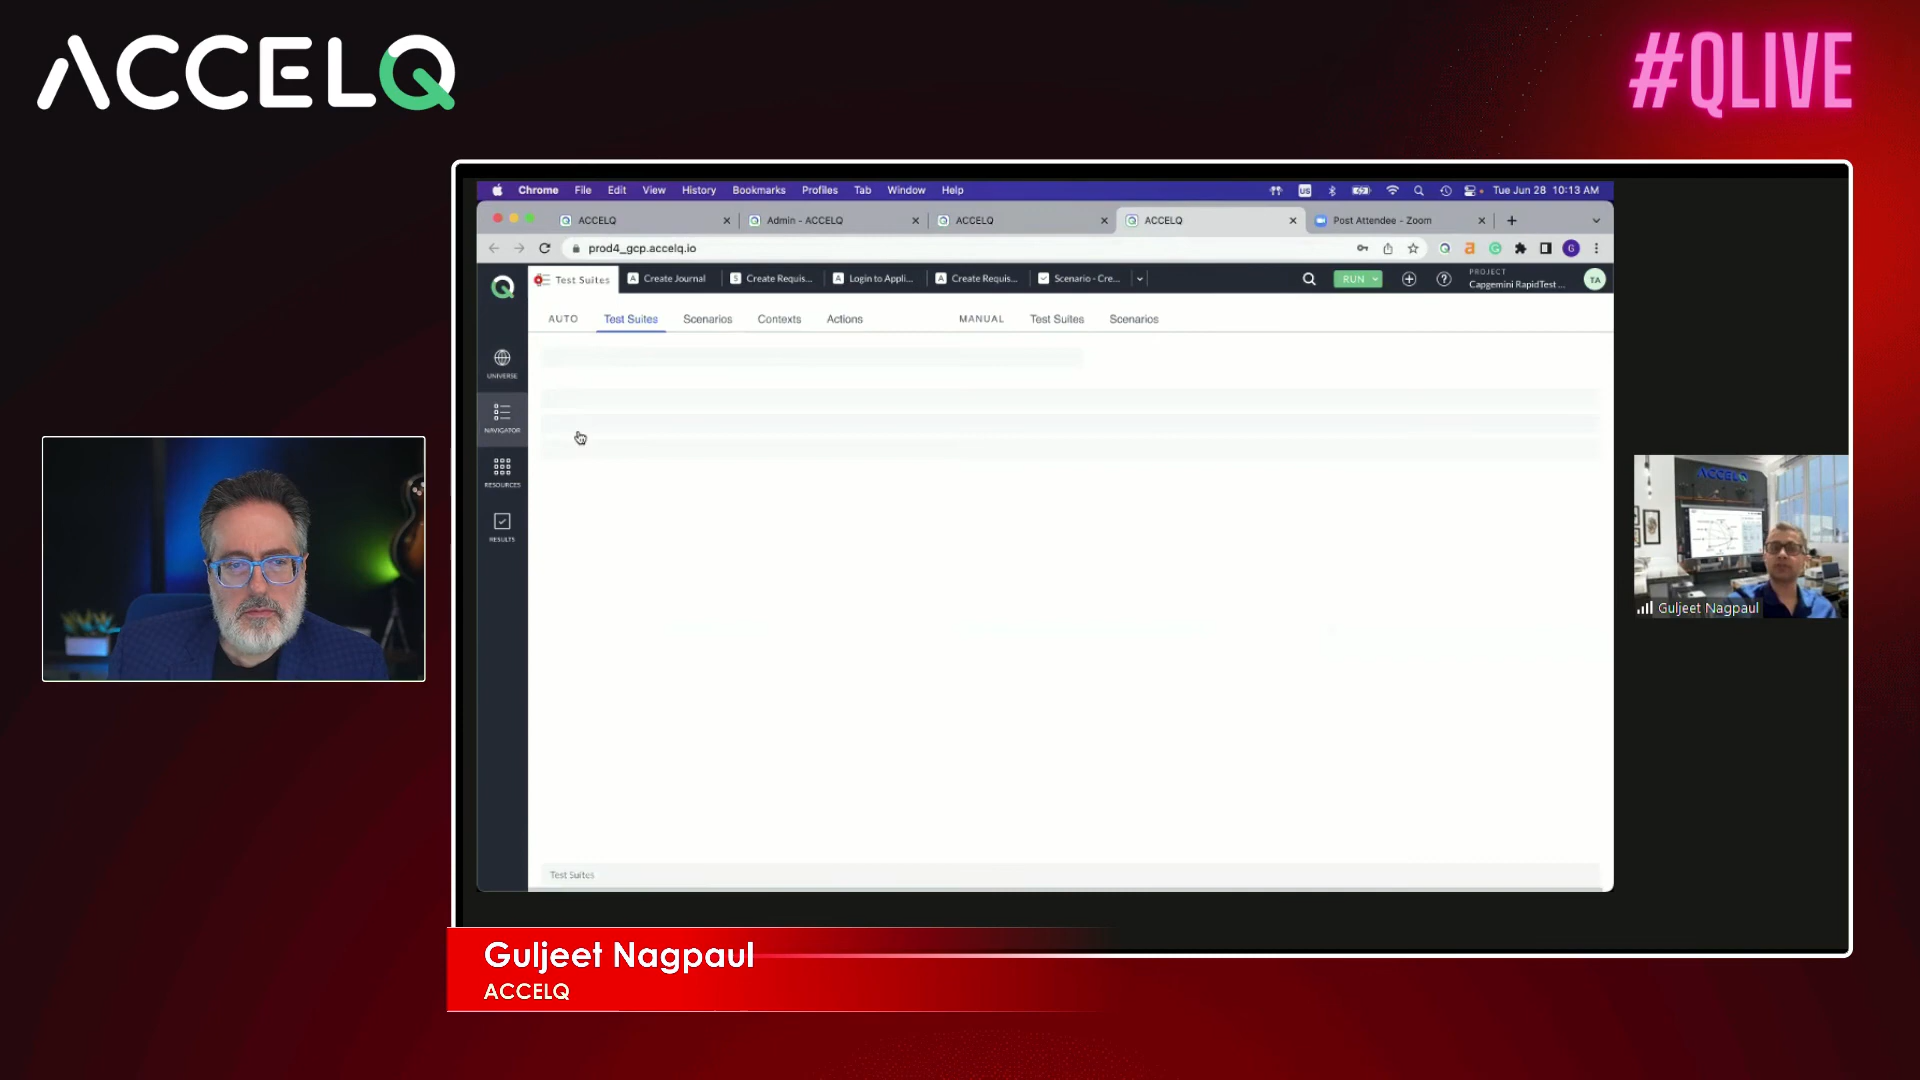 ACCELQ
#QLIVE
Chrome File Edit View History Bookmarks Profiles Tab Window Help
US
Tue Jun 28 10:13 AM
ACCELQ
Admin - ACCELQ
ACCELQ
ACCELQ
Post Attendee - Zoom
prod4_gcp.accelq.io
G
Test Suites
Create Journal
Create Requis...
Login to Appli...
Create Requis...
Scenario - Cre...
RUN
PROJECT
Capgemini RapidTest ...
TA
AUTO Test Suites Scenarios Contexts Actions MANUAL Test Suites Scenarios
UNIVERSE
NAVIGATOR
RESOURCES
RESULTS
Test Suites
ACCELQ
Guljeet Nagpaul
Guljeet Nagpaul
ACCELQ